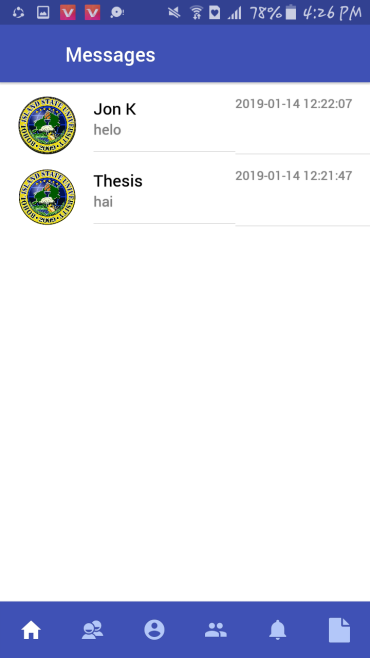 78% 4:26 PM
Messages
Jon K
2019-01-14 12:22:07
helo
Thesis
2019-01-14 12:21:47
hai